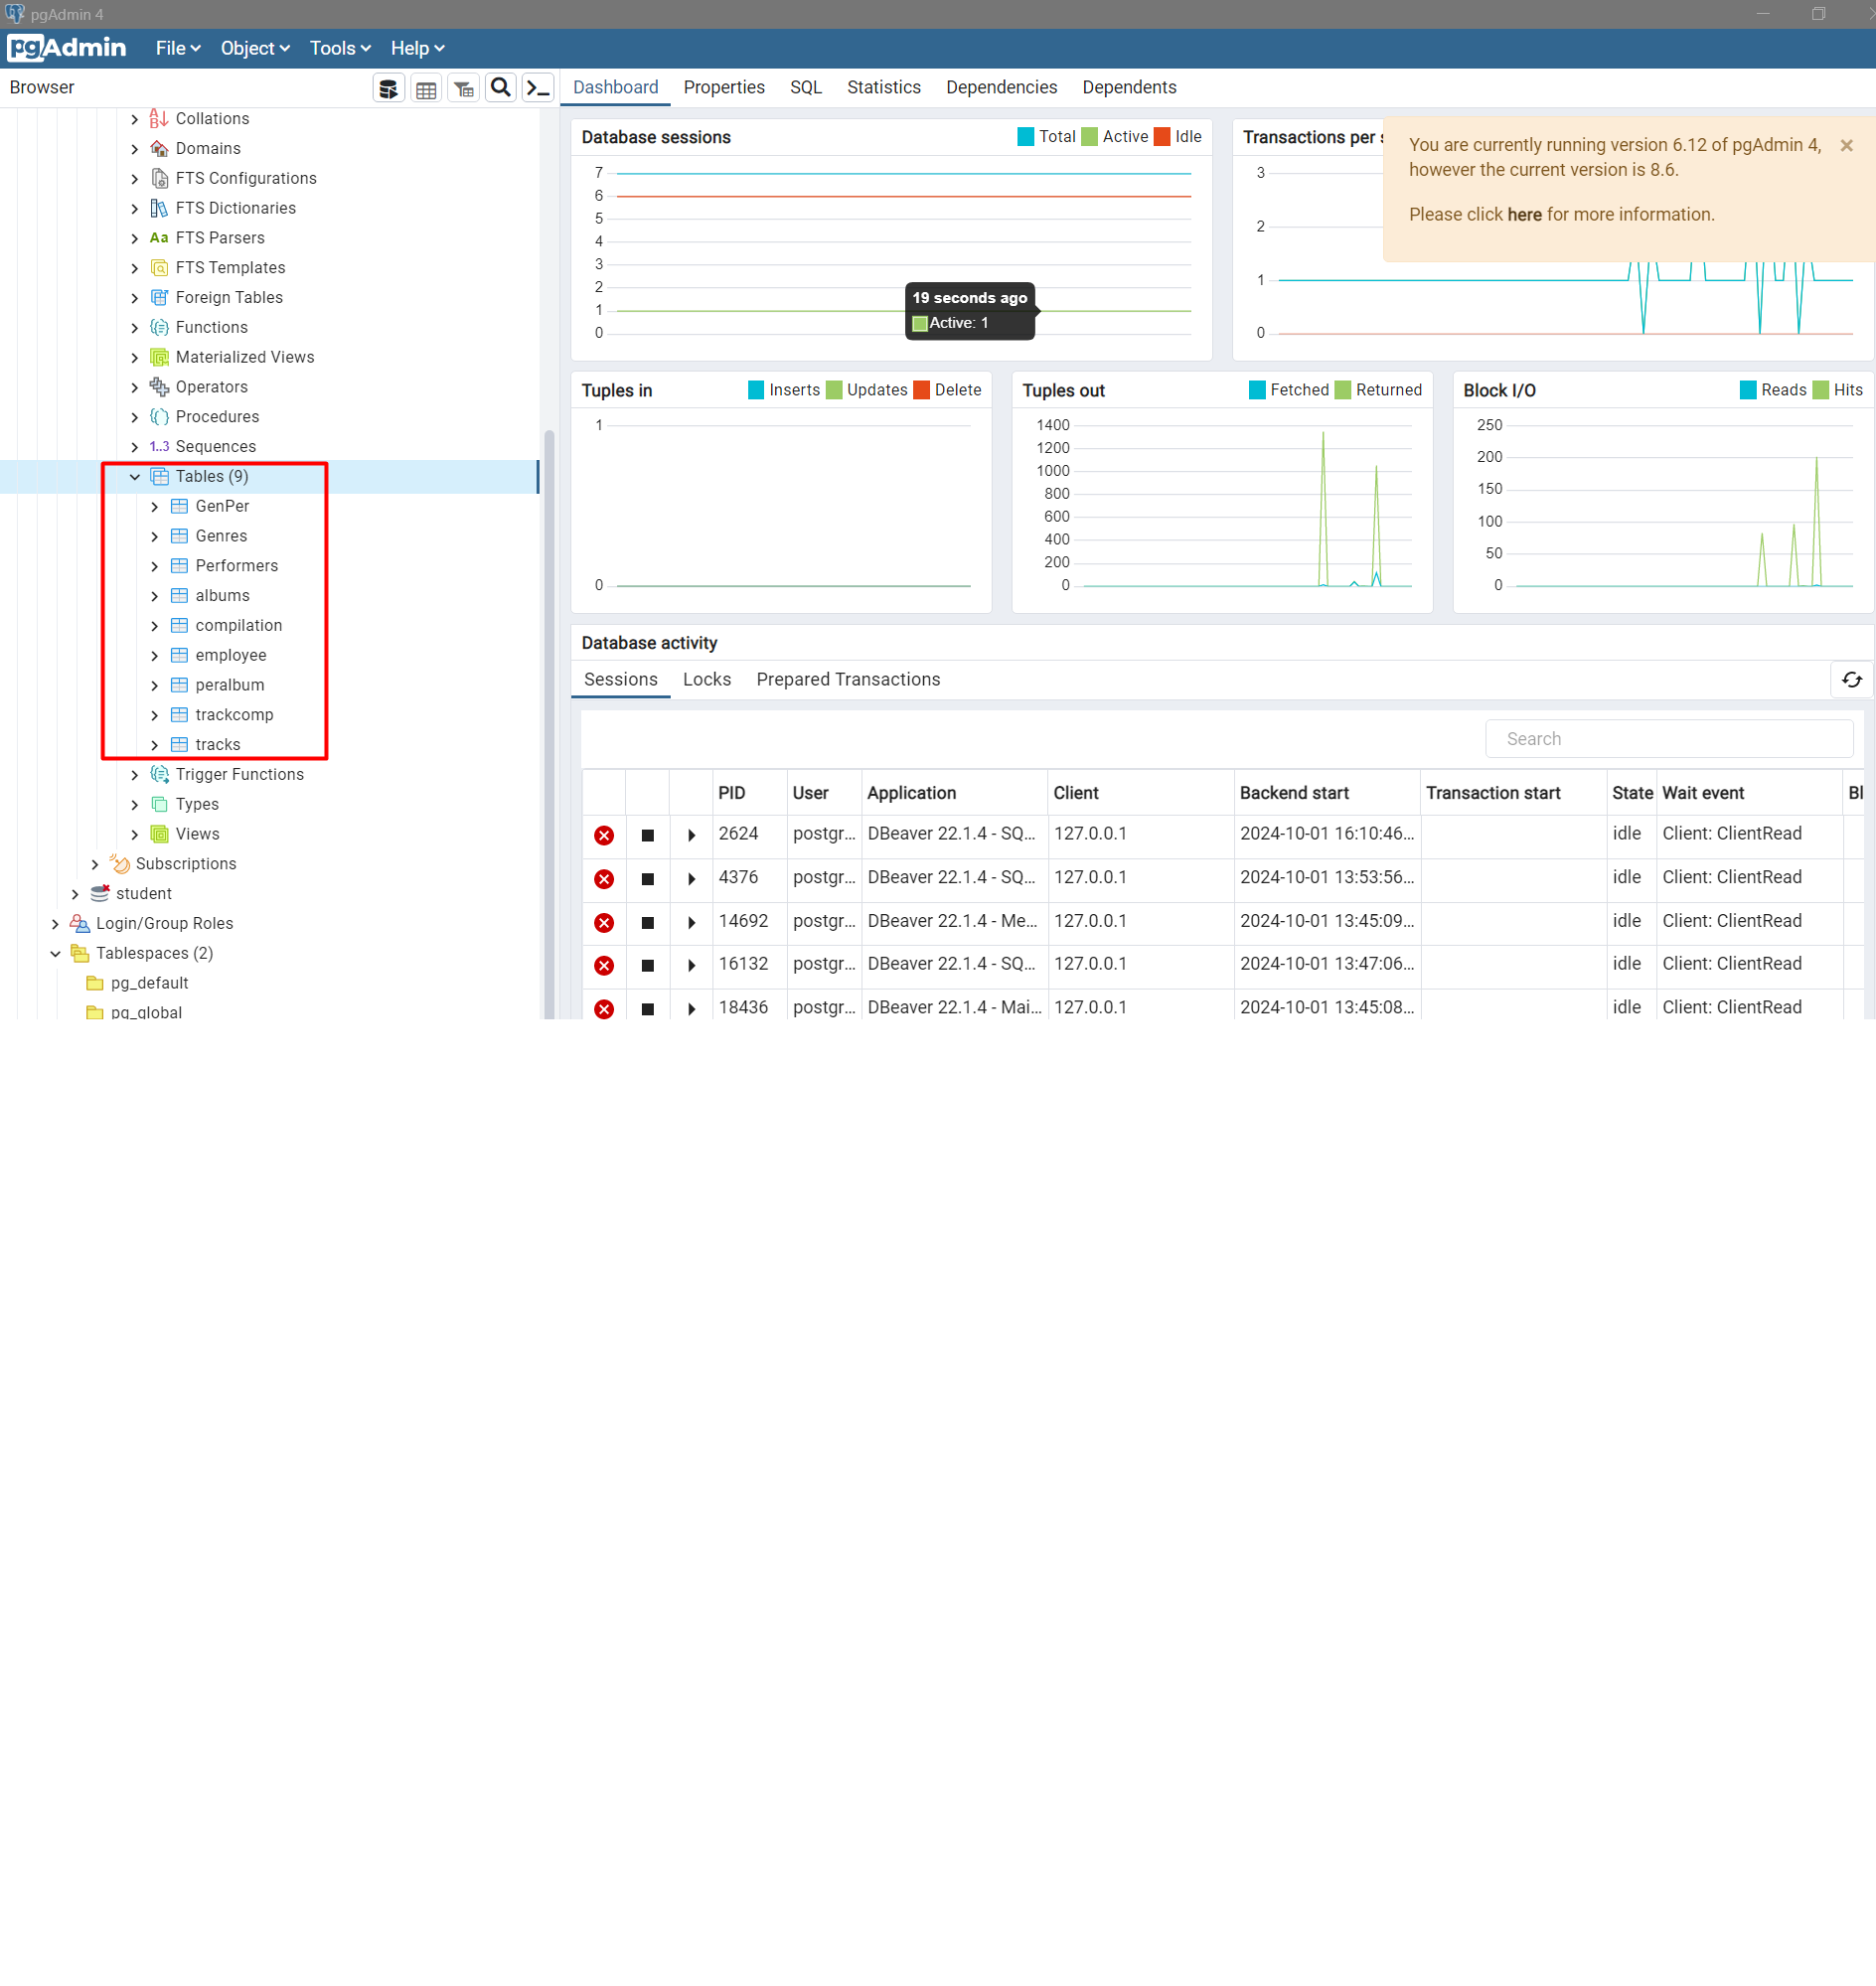 pgAdmin 4
pgAdmin File Object Tools Help
Browser
Dashboard Properties SQL Statistics Dependencies Dependents
Collations
Domains
FTS Configurations
FTS Dictionaries
Aa FTS Parsers
FTS Templates
Foreign Tables
Functions
Materialized Views
Operators
Procedures
1..3 Sequences
Tables (9)
GenPer
Genres
Performers
albums
compilation
employee
peralbum
trackcomp
tracks
Trigger Functions
Types
Views
Subscriptions
student
Login/Group Roles
Tablespaces (2)
pg_default
pg_global
Database sessions Total Active Idle
7
6
5
4
3
2
1
0
19 seconds ago
Active: 1
Transactions per s
3
2
1
0
You are currently running version 6.12 of pgAdmin 4,
however the current version is 8.6.
Please click here for more information.
Tuples in Inserts Updates Delete
1
0
Tuples out Fetched Returned
1400
1200
1000
800
600
400
200
0
Block I/O Reads Hits
250
200
150
100
50
0
Database activity
Sessions Locks Prepared Transactions
Search
PID User Application Client Backend start Transaction start State Wait event Bl
2624 postgr... DBeaver 22.1.4 - SQ... 127.0.0.1 2024-10-01 16:10:46... idle Client: ClientRead
4376 postgr... DBeaver 22.1.4 - SQ... 127.0.0.1 2024-10-01 13:53:56... idle Client: ClientRead
14692 postgr... DBeaver 22.1.4 - Me... 127.0.0.1 2024-10-01 13:45:09... idle Client: ClientRead
16132 postgr... DBeaver 22.1.4 - SQ... 127.0.0.1 2024-10-01 13:47:06... idle Client: ClientRead
18436 postgr... DBeaver 22.1.4 - Mai... 127.0.0.1 2024-10-01 13:45:08... idle Client: ClientRead